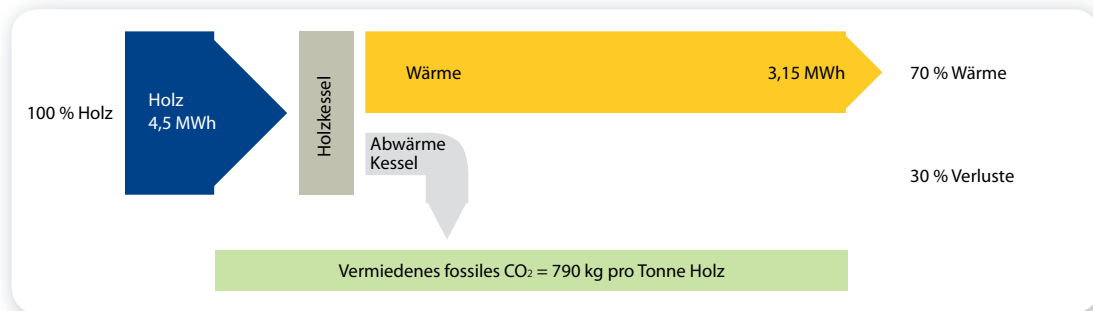 100 % Holz
Holz
4,5 MWh
Holzkessel
Wärme
3,15 MWh
70 % Wärme
Abwärme
Kessel
30 % Verluste
Vermiedenes fossiles CO₂ = 790 kg pro Tonne Holz